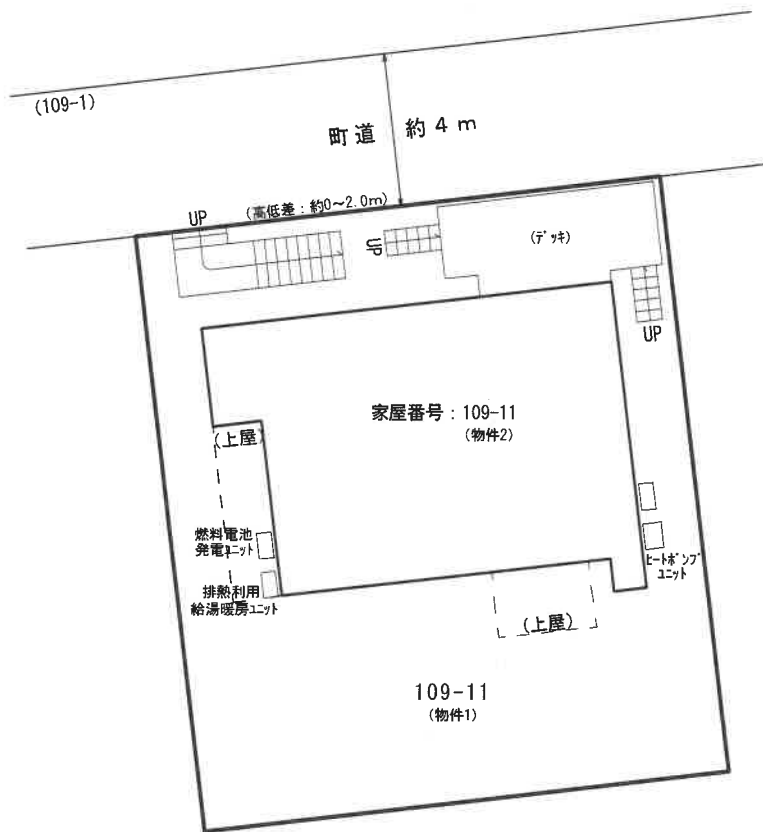 (109-1)
町道 約4m
(高低差:約0~2.0m)
UP
UP
(デッキ)
UP
家屋番号:109-11
(物件2)
(上屋)
燃料電池
発電ユニット
排熱利用
給湯暖房ユニット
ヒートポンプ
ユニット
(上屋)
109-11
(物件1)